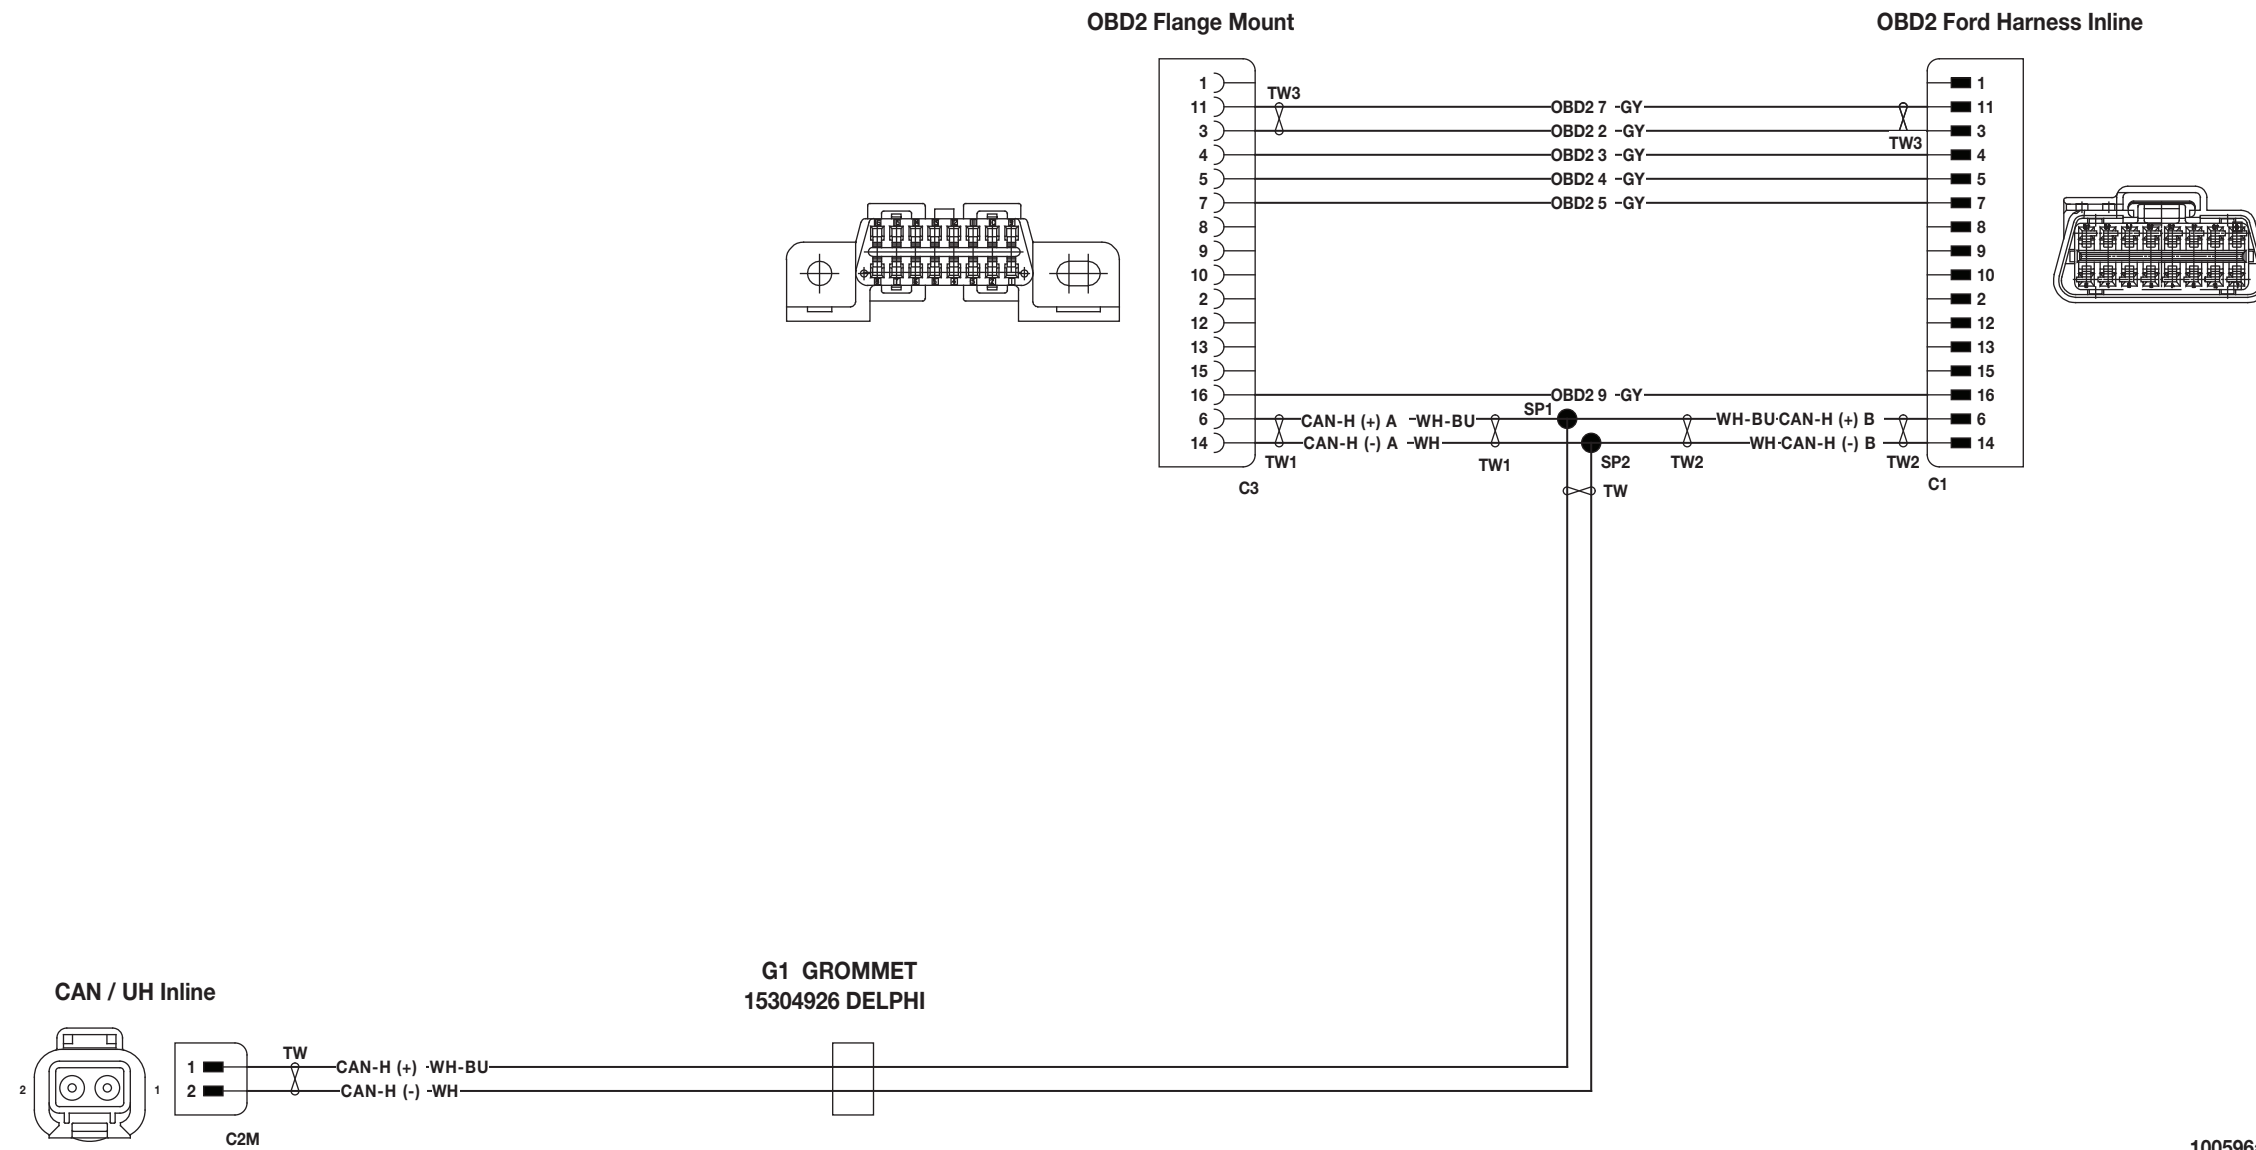 OBD2 Flange Mount
OBD2 Ford Harness Inline
1
11
3
4
5
7
8
9
10
2
12
13
15
16
6
14
C3
TW3
OBD2 7 -GY
OBD2 2 -GY
OBD2 3 -GY
OBD2 4 -GY
OBD2 5 -GY
TW3
OBD2 9 -GY
CAN-H (+) A -WH-BU
SP1
WH-BU-CAN-H (+) B
CAN-H (-) A -WH
WH-CAN-H (-) B
TW1
TW1
SP2
TW2
TW2
TW
1
11
3
4
5
7
8
9
10
2
12
13
15
16
6
14
C1
G1 GROMMET
15304926 DELPHI
CAN / UH Inline
2
1
1
2
C2M
TW
CAN-H (+) -WH-BU
CAN-H (-) -WH